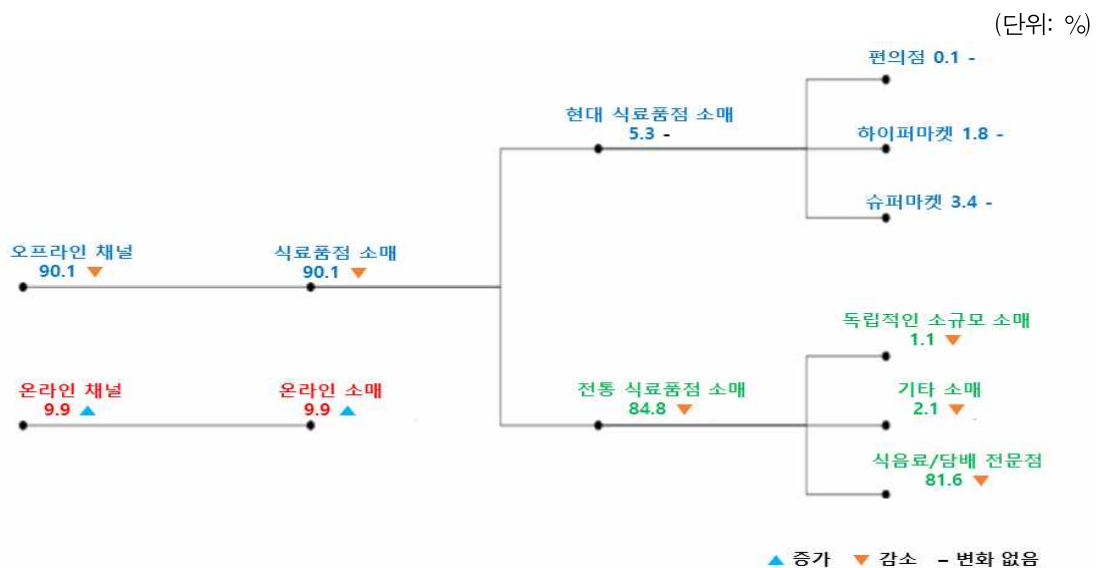 (단위: %)
편의점 0.1 -
현대 식료품점 소매
5.3 -
하이퍼마켓 1.8 -
슈퍼마켓 3.4 -
오프라인 채널
90.1 ▼
식료품점 소매
90.1 ▼
독립적인 소규모 소매
1.1 ▼
온라인 채널
9.9 ▲
온라인 소매
9.9 ▲
전통 식료품점 소매
84.8 ▼
기타 소매
2.1 ▼
식음료/담배 전문점
81.6 ▼
▲ 증가 ▼ 감소 – 변화 없음